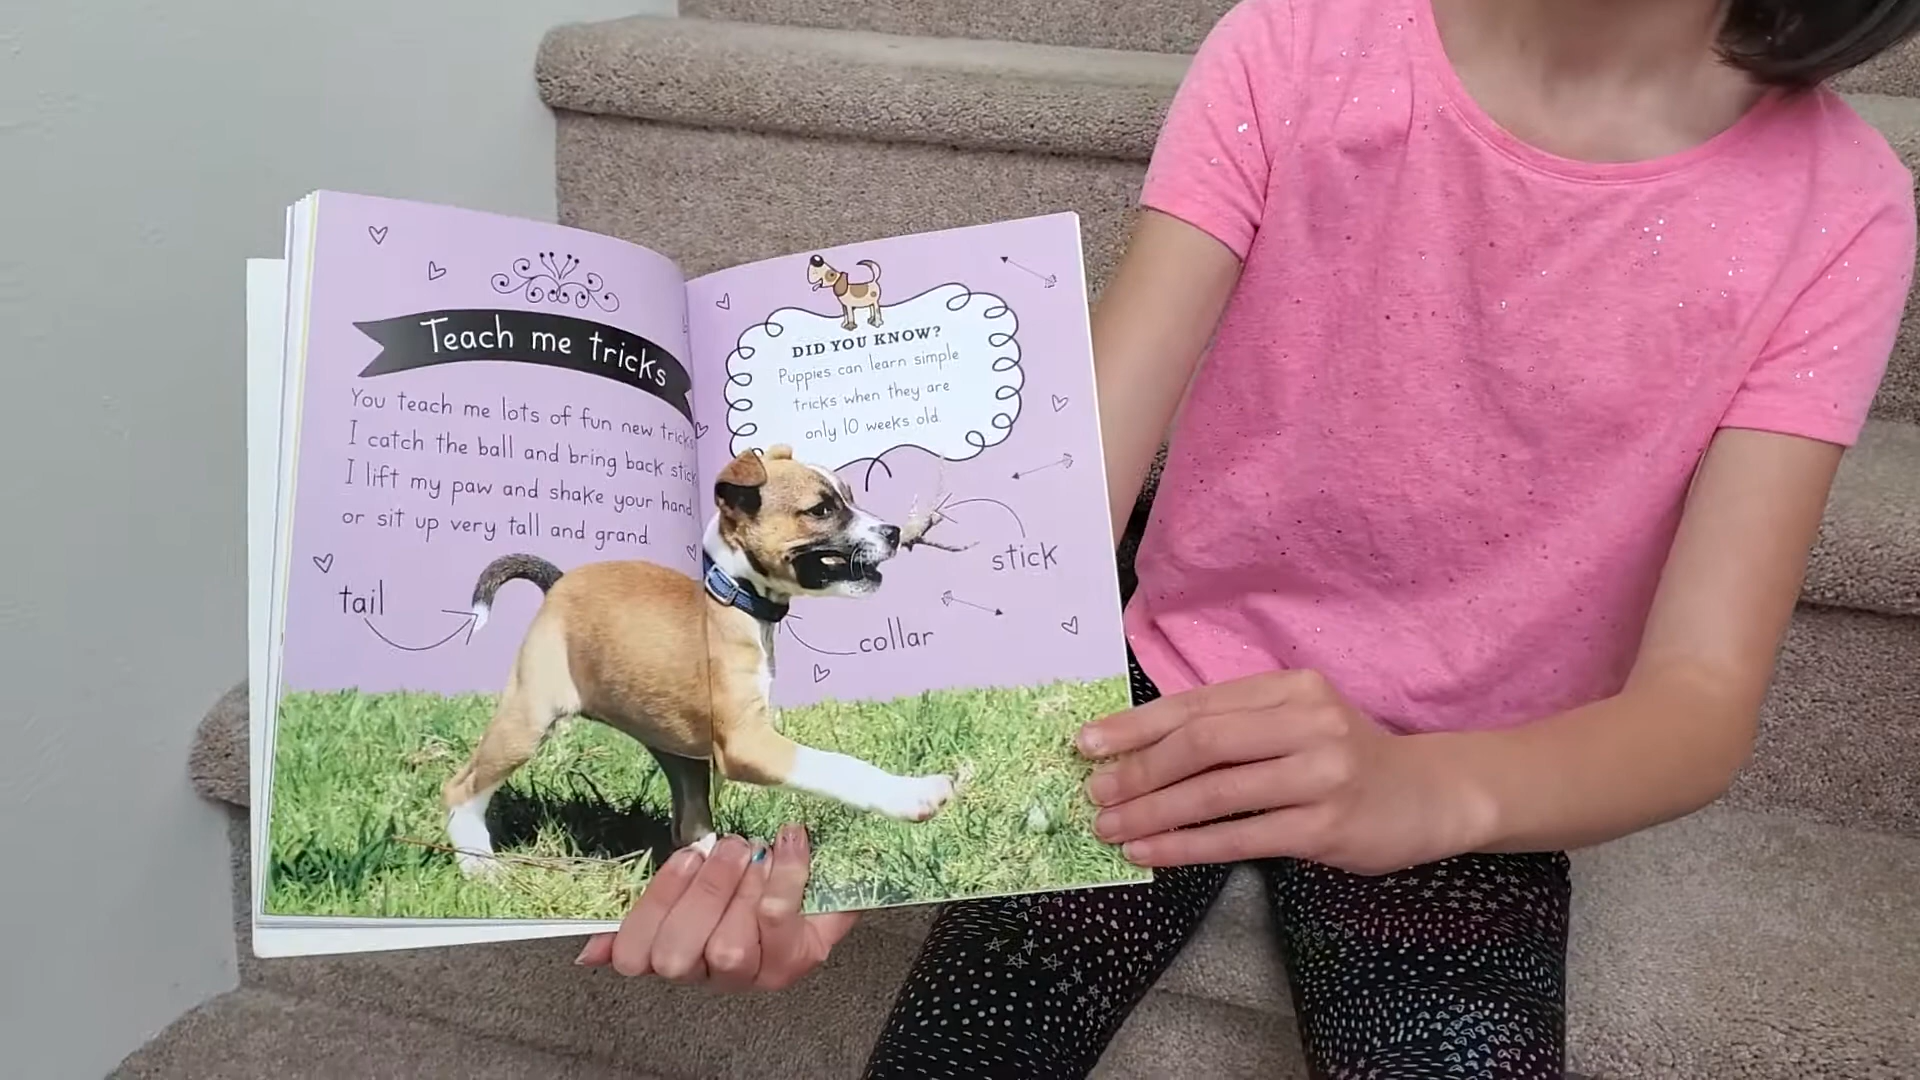 Teach me tricks
You teach me lots of fun new tricks
I catch the ball and bring back stick
I lift my paw and shake your hand,
or sit up very tall and grand.
tail
DID YOU KNOW?
Puppies can learn simple
tricks when they are
only 10 weeks old.
stick
collar